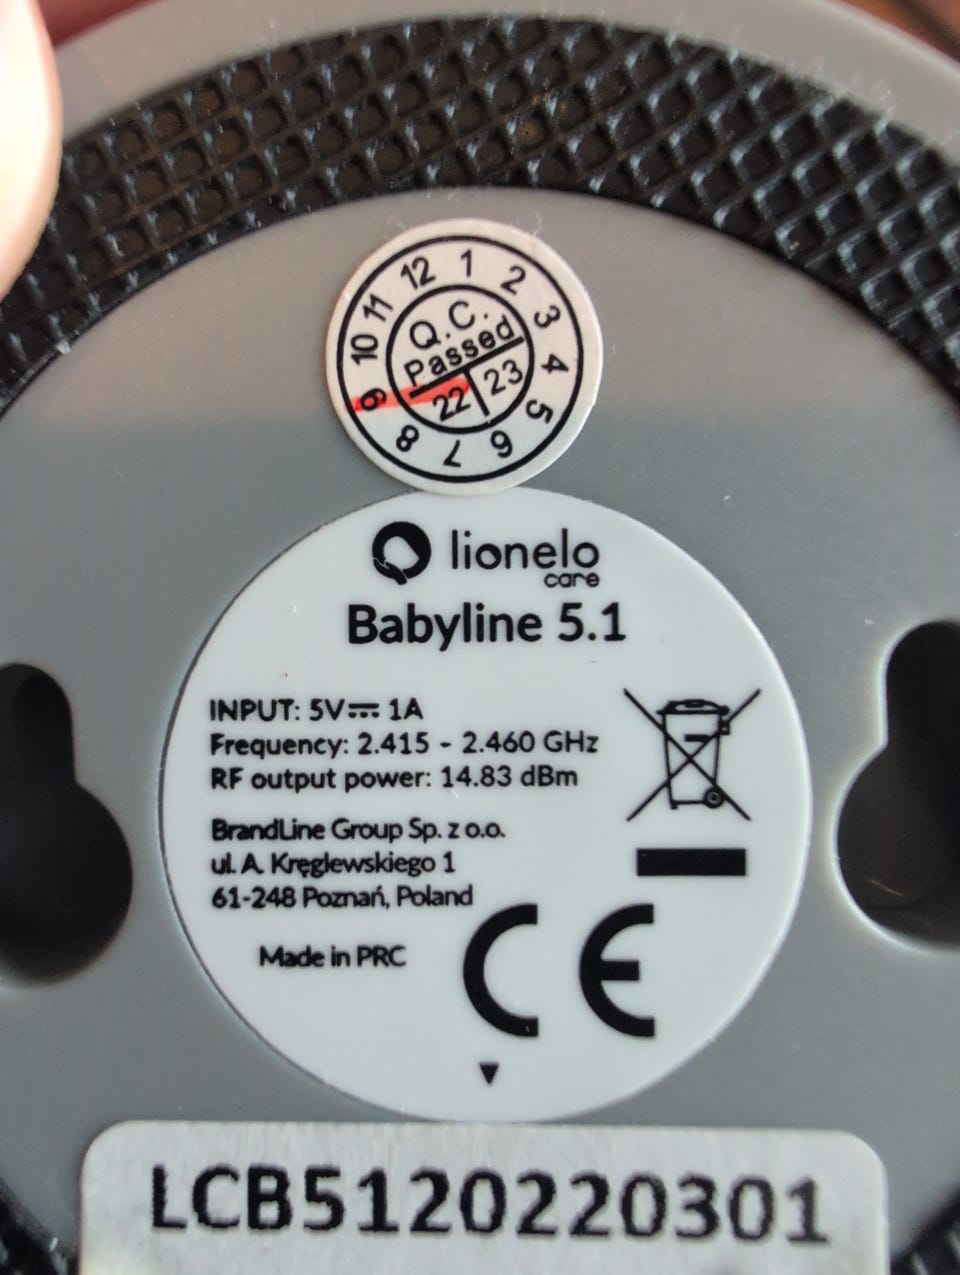 12 1 2 3 4 5 6 7 8 9 10 11
Q.C.
Passed
22 23
lionelo
care
Babyline 5.1
INPUT: 5V⎓ 1A
Frequency: 2.415 - 2.460 GHz
RF output power: 14.83 dBm
BrandLine Group Sp. z o.o.
ul. A. Kręglewskiego 1
61-248 Poznań, Poland
Made in PRC
CE
LCB5120220301